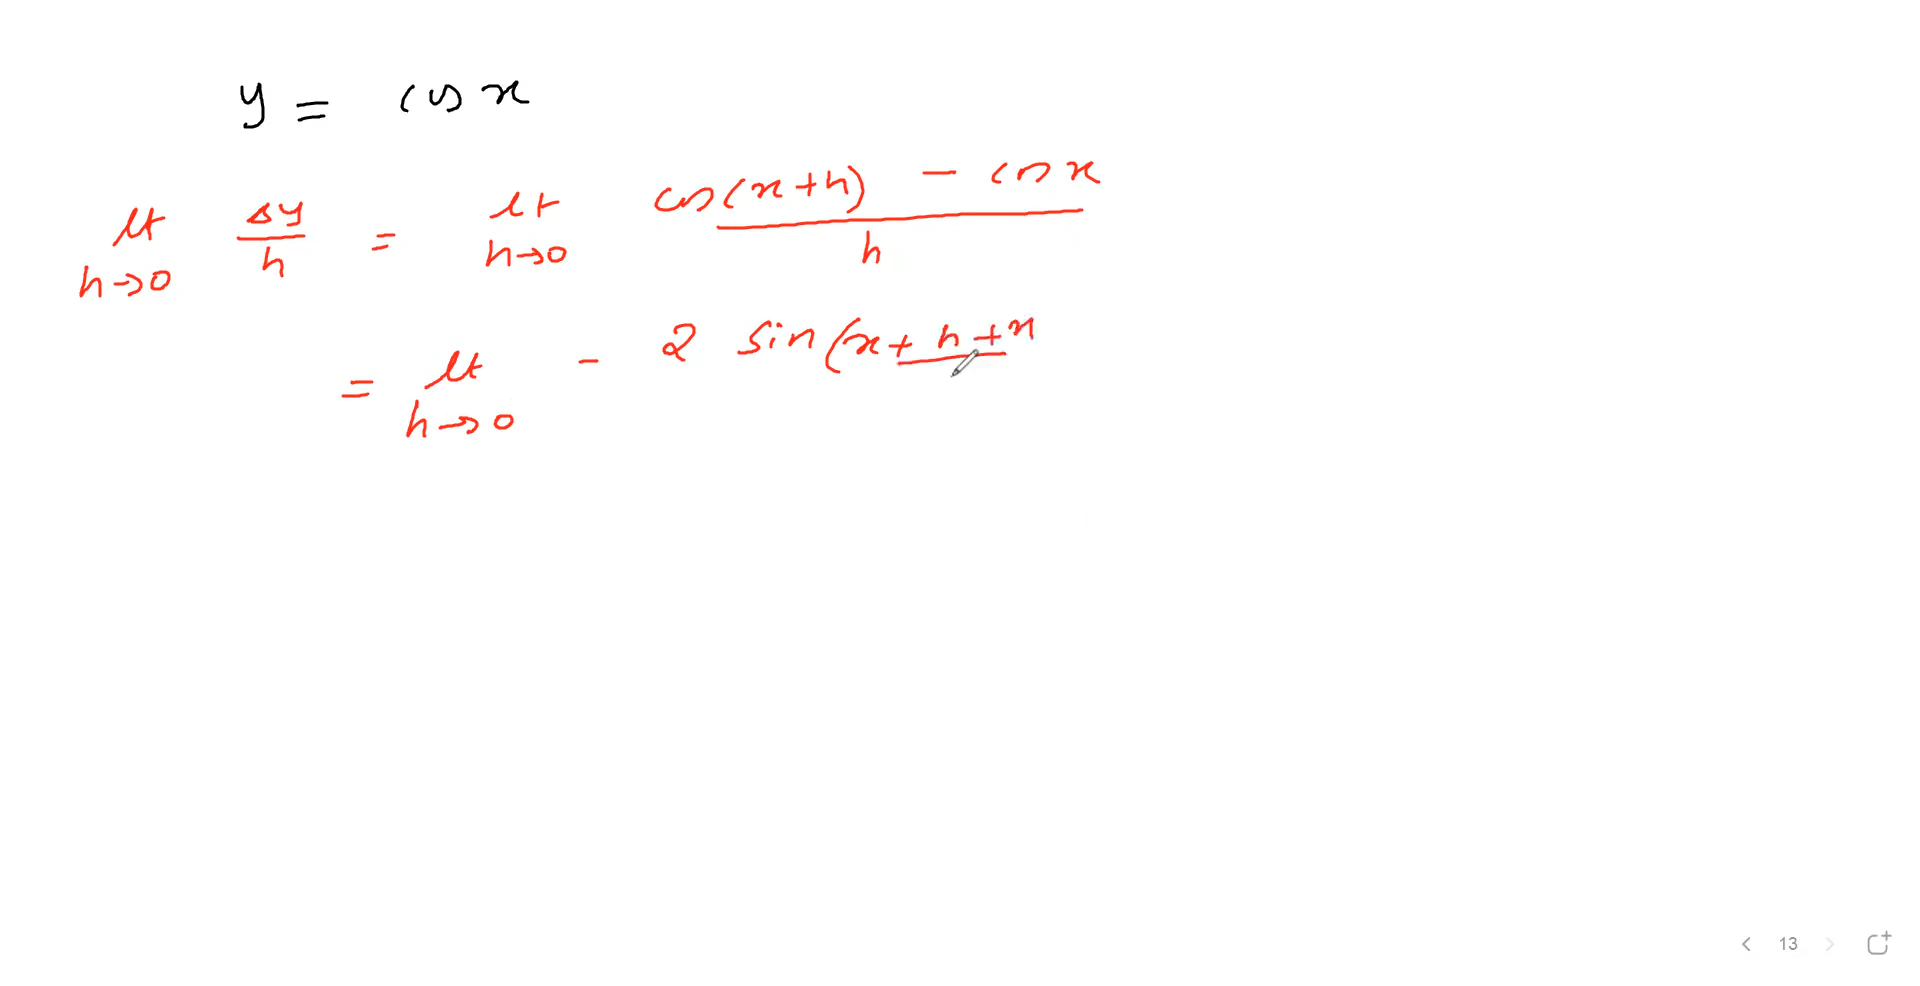 y = cos x
lt h→0 Δy/h = lt h→0 cos(x+h) - cos x / h
= lt h→0 - 2 sin(x+h+x
13